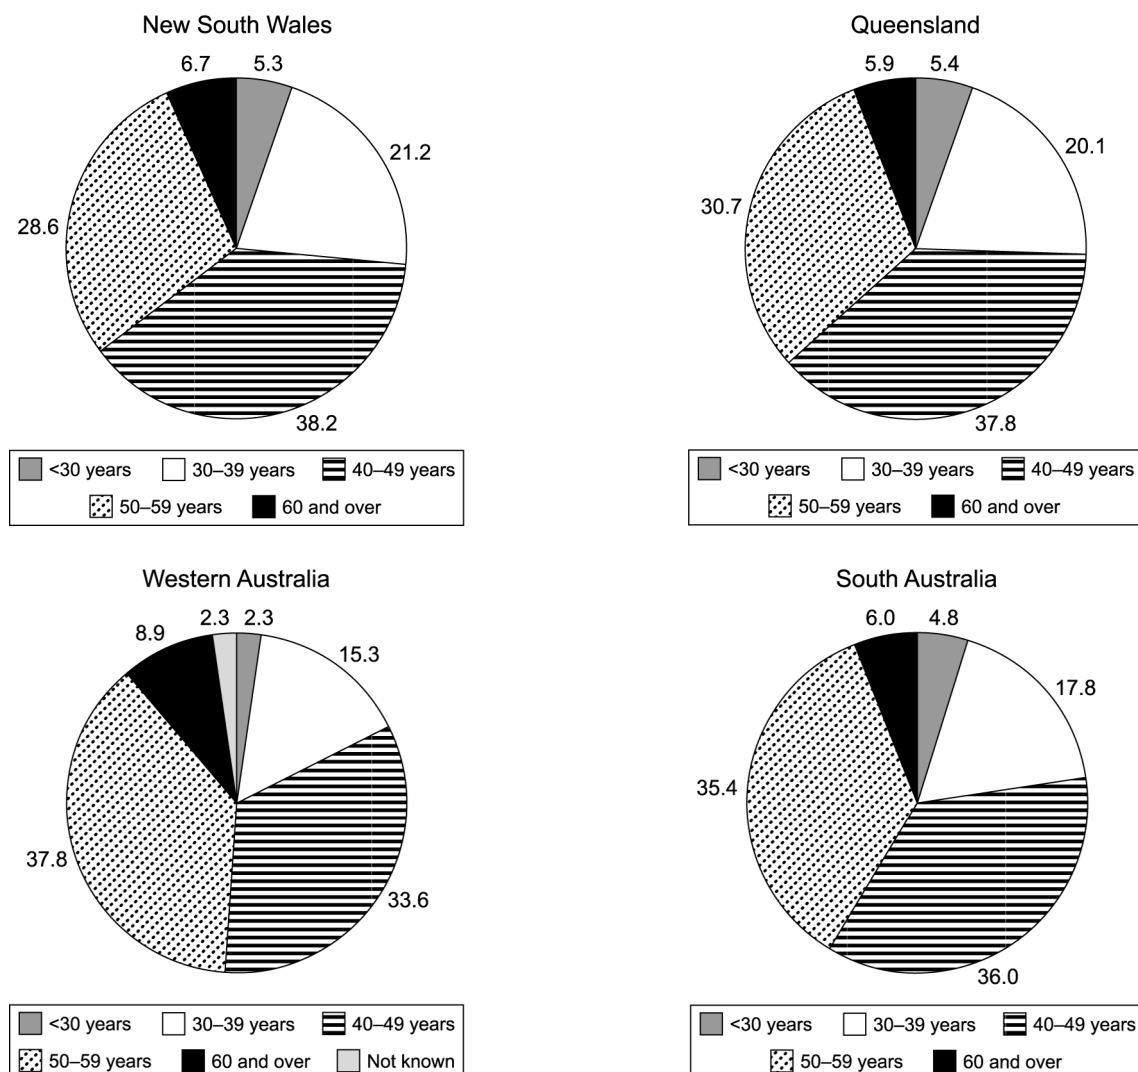 New South Wales
6.7 5.3
21.2
28.6
38.2
<30 years 30–39 years 40–49 years
50–59 years 60 and over
Queensland
5.9 5.4
20.1
30.7
37.8
<30 years 30–39 years 40–49 years
50–59 years 60 and over
Western Australia
2.3 2.3
8.9
15.3
37.8
33.6
<30 years 30–39 years 40–49 years
50–59 years 60 and over Not known
South Australia
6.0 4.8
17.8
35.4
36.0
<30 years 30–39 years 40–49 years
50–59 years 60 and over